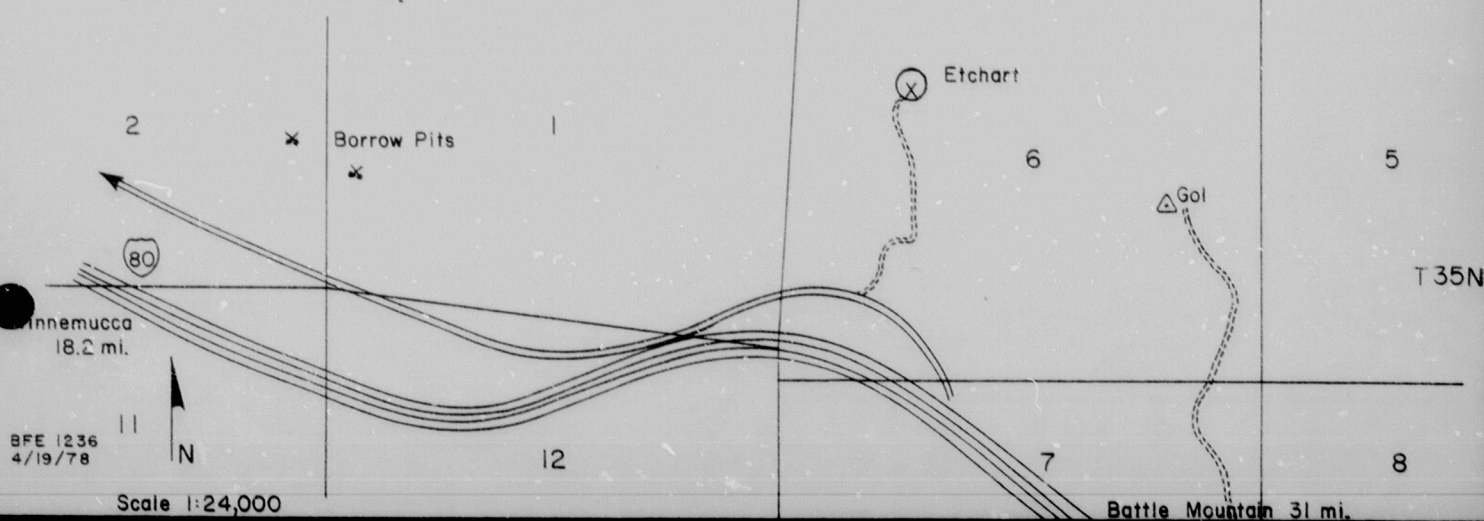 Etchart
2
Borrow Pits
1
6
5
Gol
80
T 35N
innemucca
18.2 mi.
11
BFE 1236
4/19/78
N
12
7
8
Scale 1:24,000
Battle Mountain 31 mi.